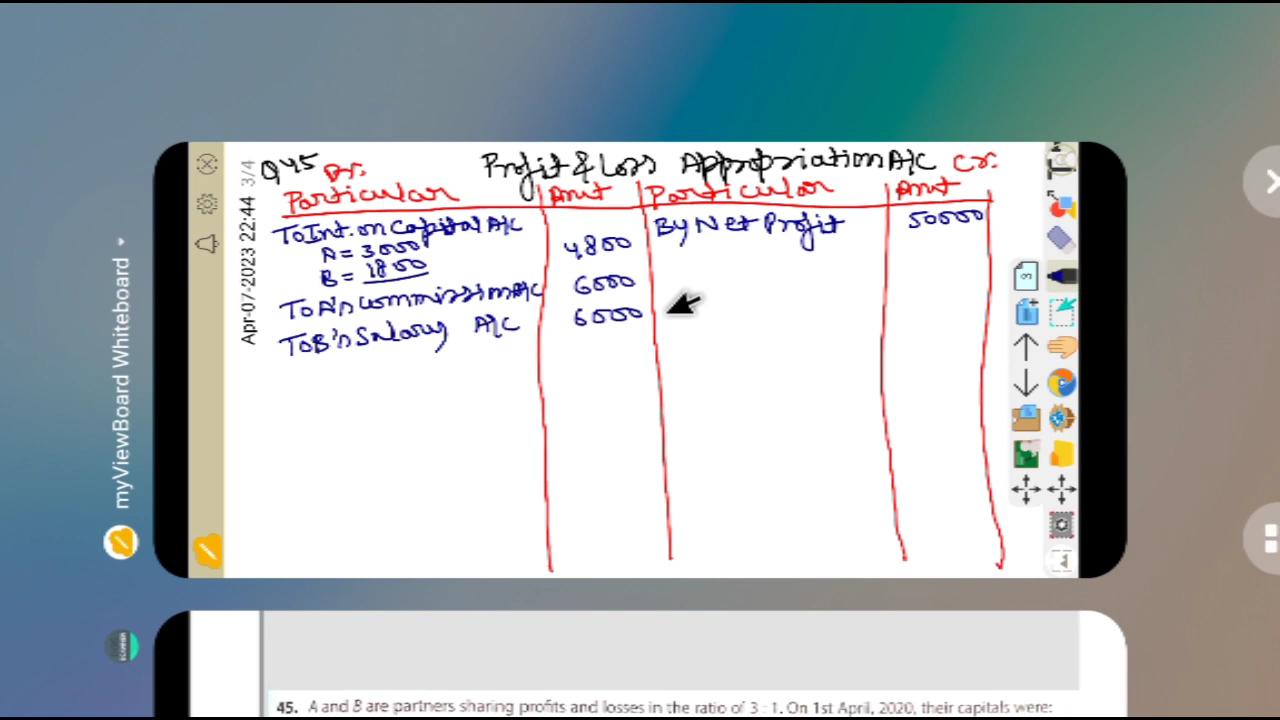 Q45 Dr. Profit & Loss Appropriation A/c Cr.
Particular Amt Particular Amt
To Int. on Capital A/c By Net Profit 50000
A = 3000
B = 1800 4,800
To A's Commission A/c 6000
To B's Salary A/c 6000
Apr-07-2023 22:44 3/4
myViewBoard Whiteboard
45. A and B are partners sharing profits and losses in the ratio of 3 : 1. On 1st April, 2020, their capitals were: